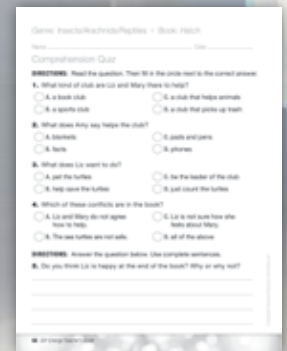 Genre: Insects/Arachnids/Reptiles • Book: Hatch
Name Date
Comprehension Quiz
DIRECTIONS: Read the question. Then fill in the circle next to the correct answer.
1. What kind of club are Liz and Mary there to help?
A. a book club C. a club that helps animals
B. a sports club D. a club that picks up trash
2. What does Amy say helps the club?
A. blankets C. pads and pens
B. facts D. phones
3. What does Liz want to do?
A. pet the turtles C. be the leader of the club
B. help save the turtles D. just count the turtles
4. Which of these conflicts are in the book?
A. Liz and Mary do not agree C. Liz is not sure how she
how to help. feels about Mary.
B. The sea turtles are not safe. D. all of the above
DIRECTIONS: Answer the question below. Use complete sentences.
5. Do you think Liz is happy at the end of the book? Why or why not?